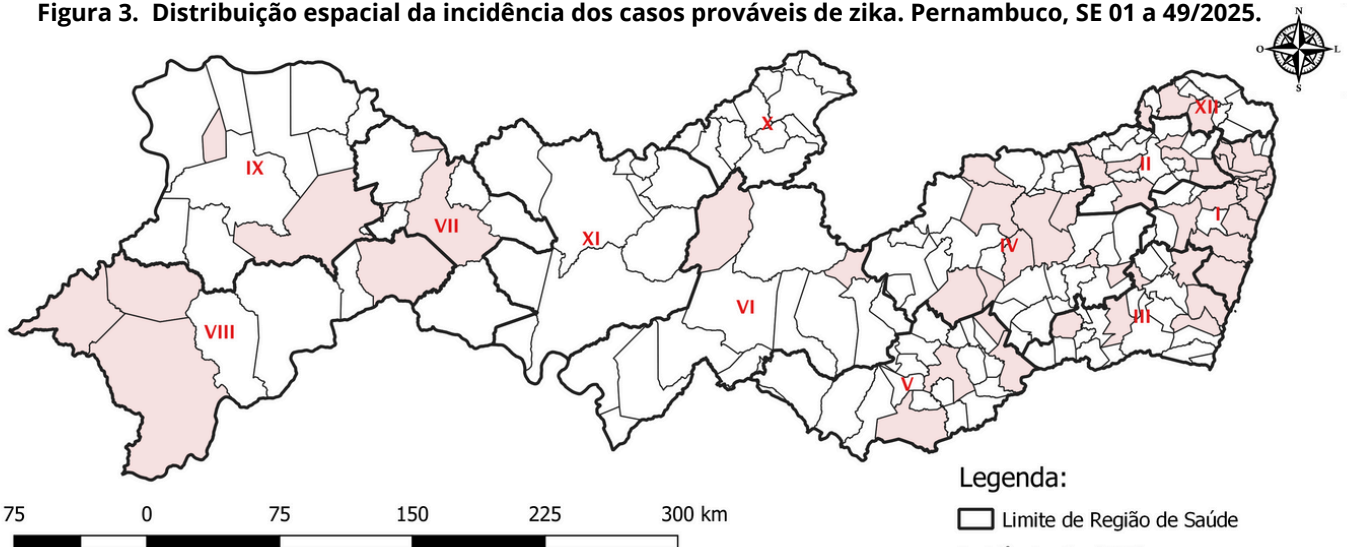 Figura 3.  Distribuição espacial da incidência dos casos prováveis de zika. Pernambuco, SE 01 a 49/2025.
N
O
L
S
X
XII
II
IX
I
VII
XI
IV
VI
VIII
III
V
Legenda:
75 0 75 150 225 300 km
Limite de Região de Saúde